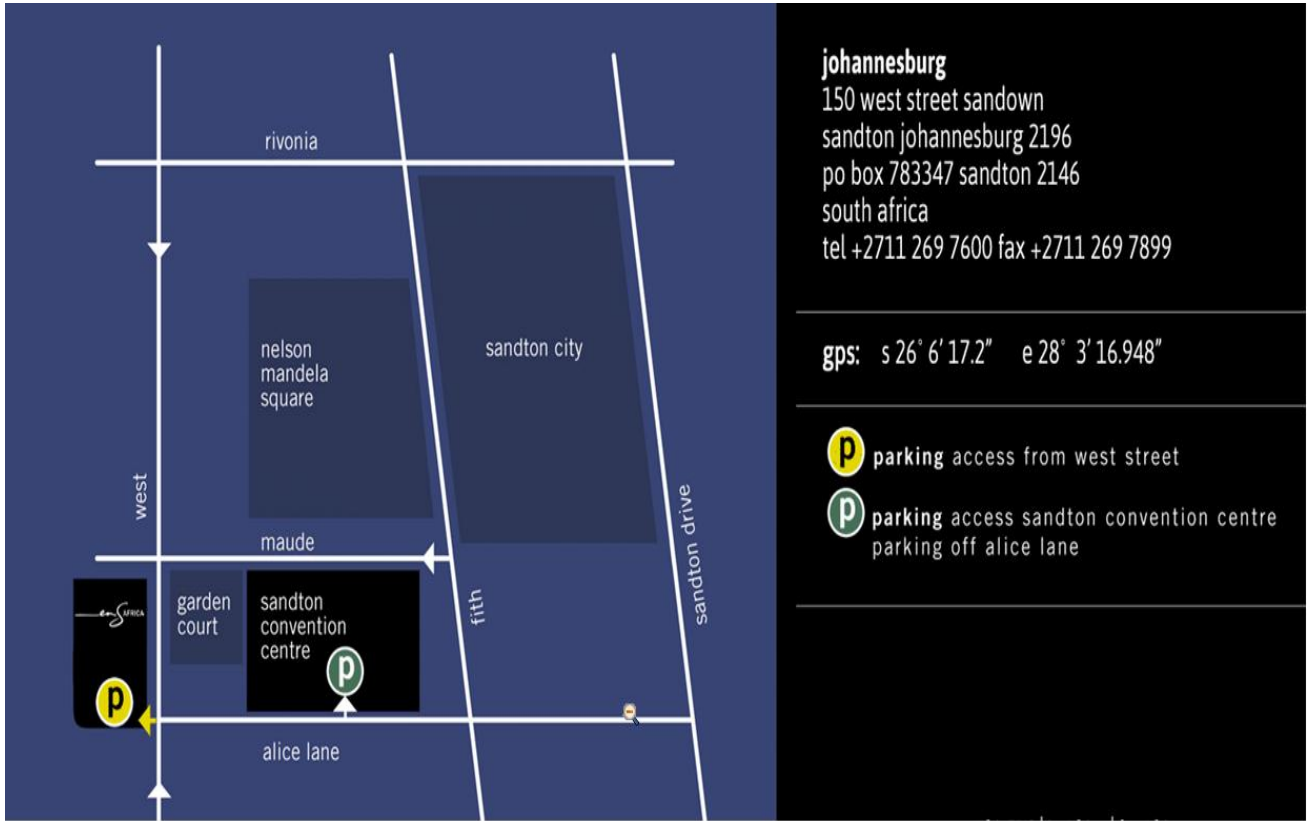 rivonia
nelson
mandela
square
sandton city
west
maude
sandton drive
fith
ensAFRICA
garden
court
sandton
convention
centre
p
p
alice lane
johannesburg
150 west street sandown
sandton johannesburg 2196
po box 783347 sandton 2146
south africa
tel +2711 269 7600 fax +2711 269 7899
gps: s 26° 6' 17.2" e 28° 3' 16.948"
p parking access from west street
p parking access sandton convention centre
parking off alice lane